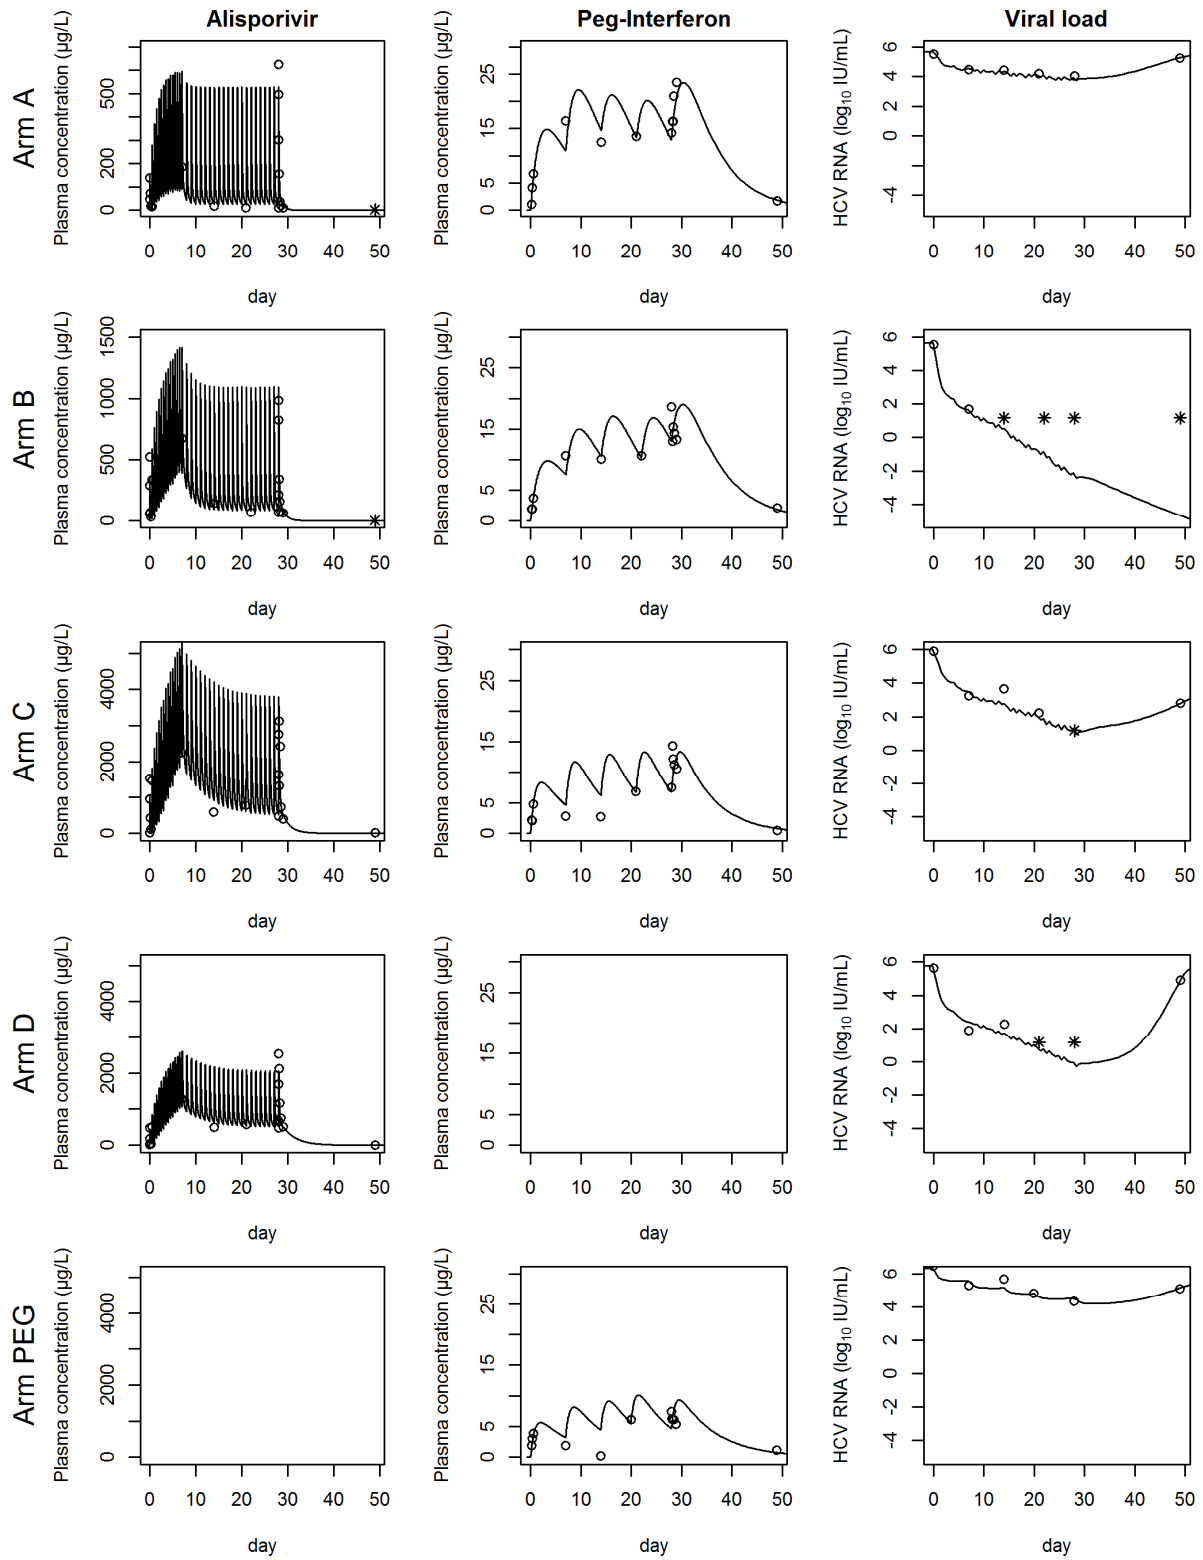 Alisporivir
Peg-Interferon
Viral load
Arm A
Plasma concentration (µg/L)
0
200
500
0 10 20 30 40 50
day
Plasma concentration (µg/L)
0 5 15 25
0 10 20 30 40 50
day
HCV RNA (log10 IU/mL)
-4 0 2 4 6
0 10 20 30 40 50
day
Arm B
Plasma concentration (µg/L)
0 500 1000 1500
0 10 20 30 40 50
day
Plasma concentration (µg/L)
0 5 15 25
0 10 20 30 40 50
day
HCV RNA (log10 IU/mL)
-4 -2 0 2 4 6
0 10 20 30 40 50
day
Arm C
Plasma concentration (µg/L)
0 2000 4000
0 10 20 30 40 50
day
Plasma concentration (µg/L)
0 5 10 15 20 25 30
0 10 20 30 40 50
day
HCV RNA (log10 IU/mL)
-4 -2 0 2 4 6
0 10 20 30 40 50
day
Arm D
Plasma concentration (µg/L)
0 2000 4000
0 10 20 30 40 50
day
Plasma concentration (µg/L)
0 5 10 15 20 25 30
0 10 20 30 40 50
day
HCV RNA (log10 IU/mL)
-4 -2 0 2 4 6
0 10 20 30 40 50
day
Arm PEG
Plasma concentration (µg/L)
0 2000 4000
0 10 20 30 40 50
day
Plasma concentration (µg/L)
0 5 15 25
0 10 20 30 40 50
day
HCV RNA (log10 IU/mL)
-4 -2 0 2 4 6
0 10 20 30 40 50
day